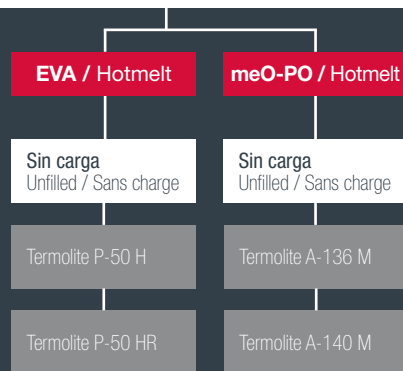 EVA / Hotmelt
meO-PO / Hotmelt
Sin carga
Unfilled / Sans charge
Sin carga
Unfilled / Sans charge
Termolite P-50 H
Termolite A-136 M
Termolite P-50 HR
Termolite A-140 M